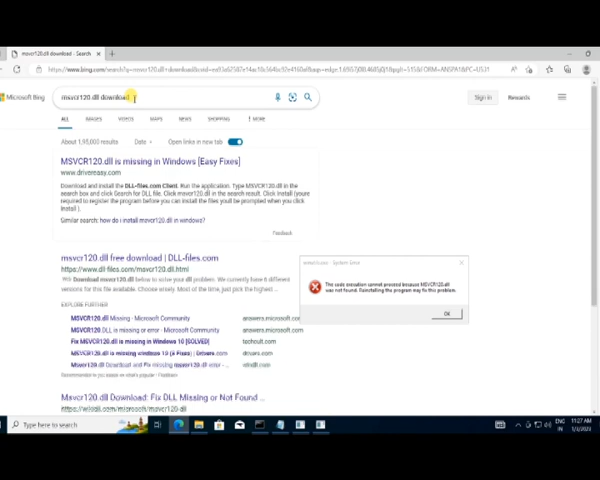 msvcr120.dll download - Search
Microsoft Bing
msvcr120.dll download
Sign in
Rewards
ALL
IMAGES
VIDEOS
MAPS
NEWS
SHOPPING
MORE
About 1,95,000 results
Date
Open links in new tab
MSVCR120.dll is missing in Windows [Easy Fixes]
www.drivereasy.com
Download and install the DLL-files.com Client. Run the application. Type MSVCR120.dll in the
search box and click Search for DLL file. Click msvcr120.dll in the search result. Click Install (youre
required to register the program before you can install the files you'll be prompted when you click
Install ).
Similar search: how do i install msvcr120.dll in windows?
Feedback
msvcr120.dll free download | DLL-files.com
https://www.dll-files.com/msvcr120.dll.html
Download msvcr120.dll below to solve your dll problem. We currently have 6 different
versions for this file available. Choose wisely. Most of the time, just pick the highest ...
System Error
The code execution cannot proceed because MSVCR120.dll
was not found. Reinstalling the program may fix this problem.
OK
EXPLORE FURTHER
MSVCR120.dll Missing - Microsoft Community
answers.microsoft.com
MSVCR120.DLL is missing or error - Microsoft Community
answers.microsoft.com
Fix MSVCR120.dll is missing in Windows 10 [SOLVED]
MSVCR120.dll is missing windows 10
Drivers.com
drivers.com
Msvcr120.dll Download and fix missing msvcr120.dll error - ...
Recommended to you based on what's popular • Feedback
Msvcr120.dll Download: Fix DLL Missing or Not Found ...
Type here to search
ENG
11:27 AM
IN